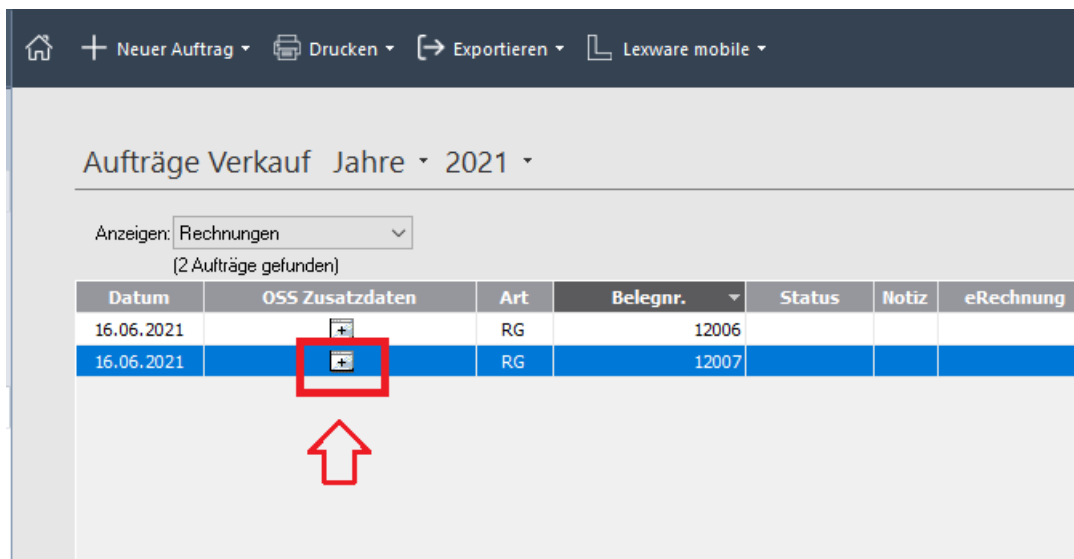 Neuer Auftrag Drucken Exportieren Lexware mobile
Aufträge Verkauf Jahre 2021
Anzeigen: Rechnungen
(2 Aufträge gefunden)
Datum OSS Zusatzdaten Art Belegnr. Status Notiz eRechnung
16.06.2021 RG 12006
16.06.2021 RG 12007